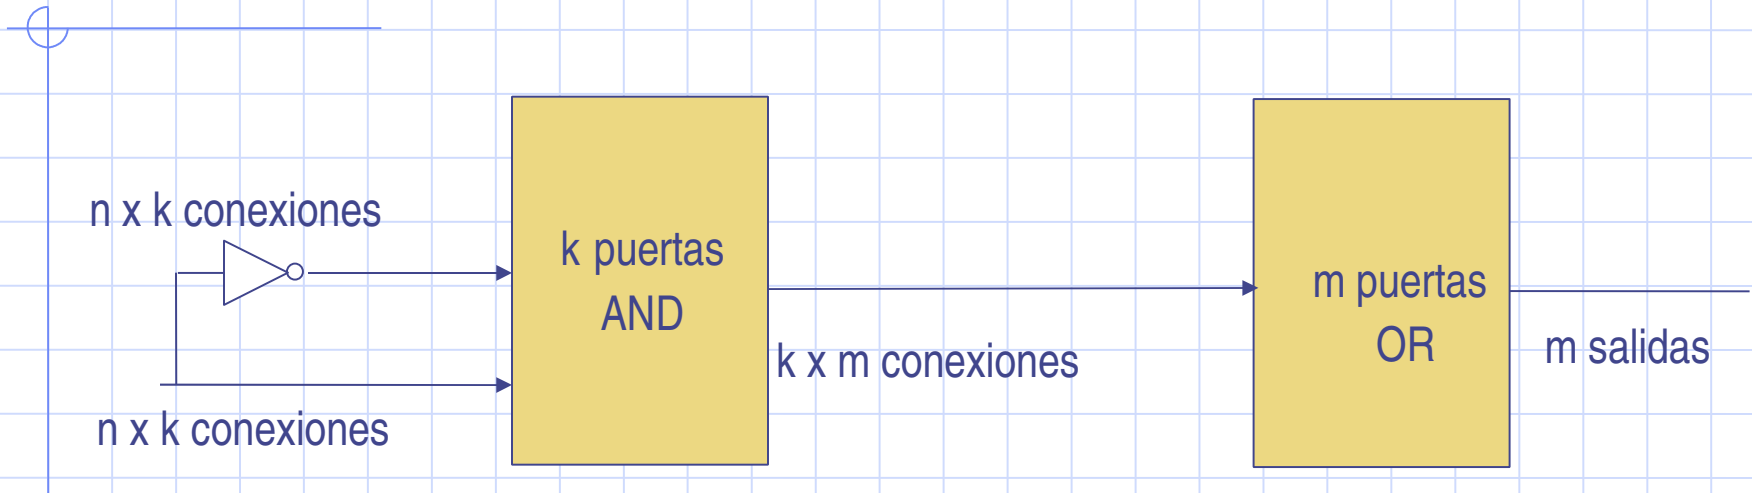 n x k conexiones
k puertas
AND
n x k conexiones
k x m conexiones
m puertas
OR
m salidas